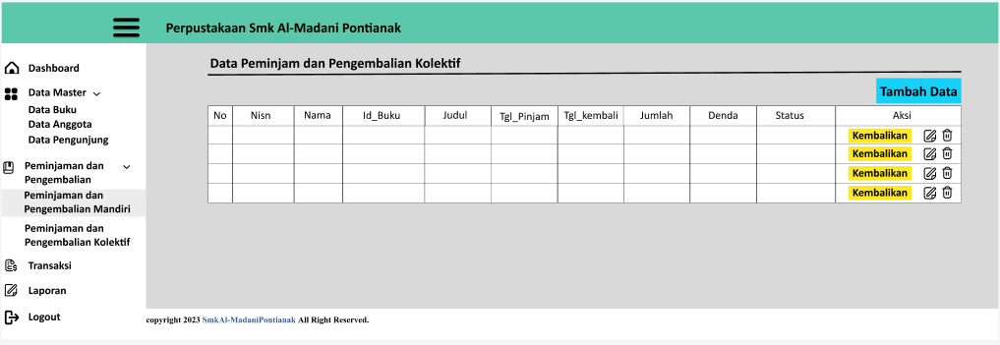 Perpustakaan Smk Al-Madani Pontianak
Dashboard
Data Master
Data Buku
Data Anggota
Data Pengunjung
Peminjaman dan
Pengembalian
Peminjaman dan
Pengembalian Mandiri
Peminjaman dan
Pengembalian Kolektif
Transaksi
Laporan
Logout
Data Peminjam dan Pengembalian Kolektif
Tambah Data
No Nisn Nama Id_Buku Judul Tgl_Pinjam Tgl_kembali Jumlah Denda Status Aksi
Kembalikan
Kembalikan
Kembalikan
Kembalikan
copyright 2023 SmkAl-MadaniPontianak All Right Reserved.